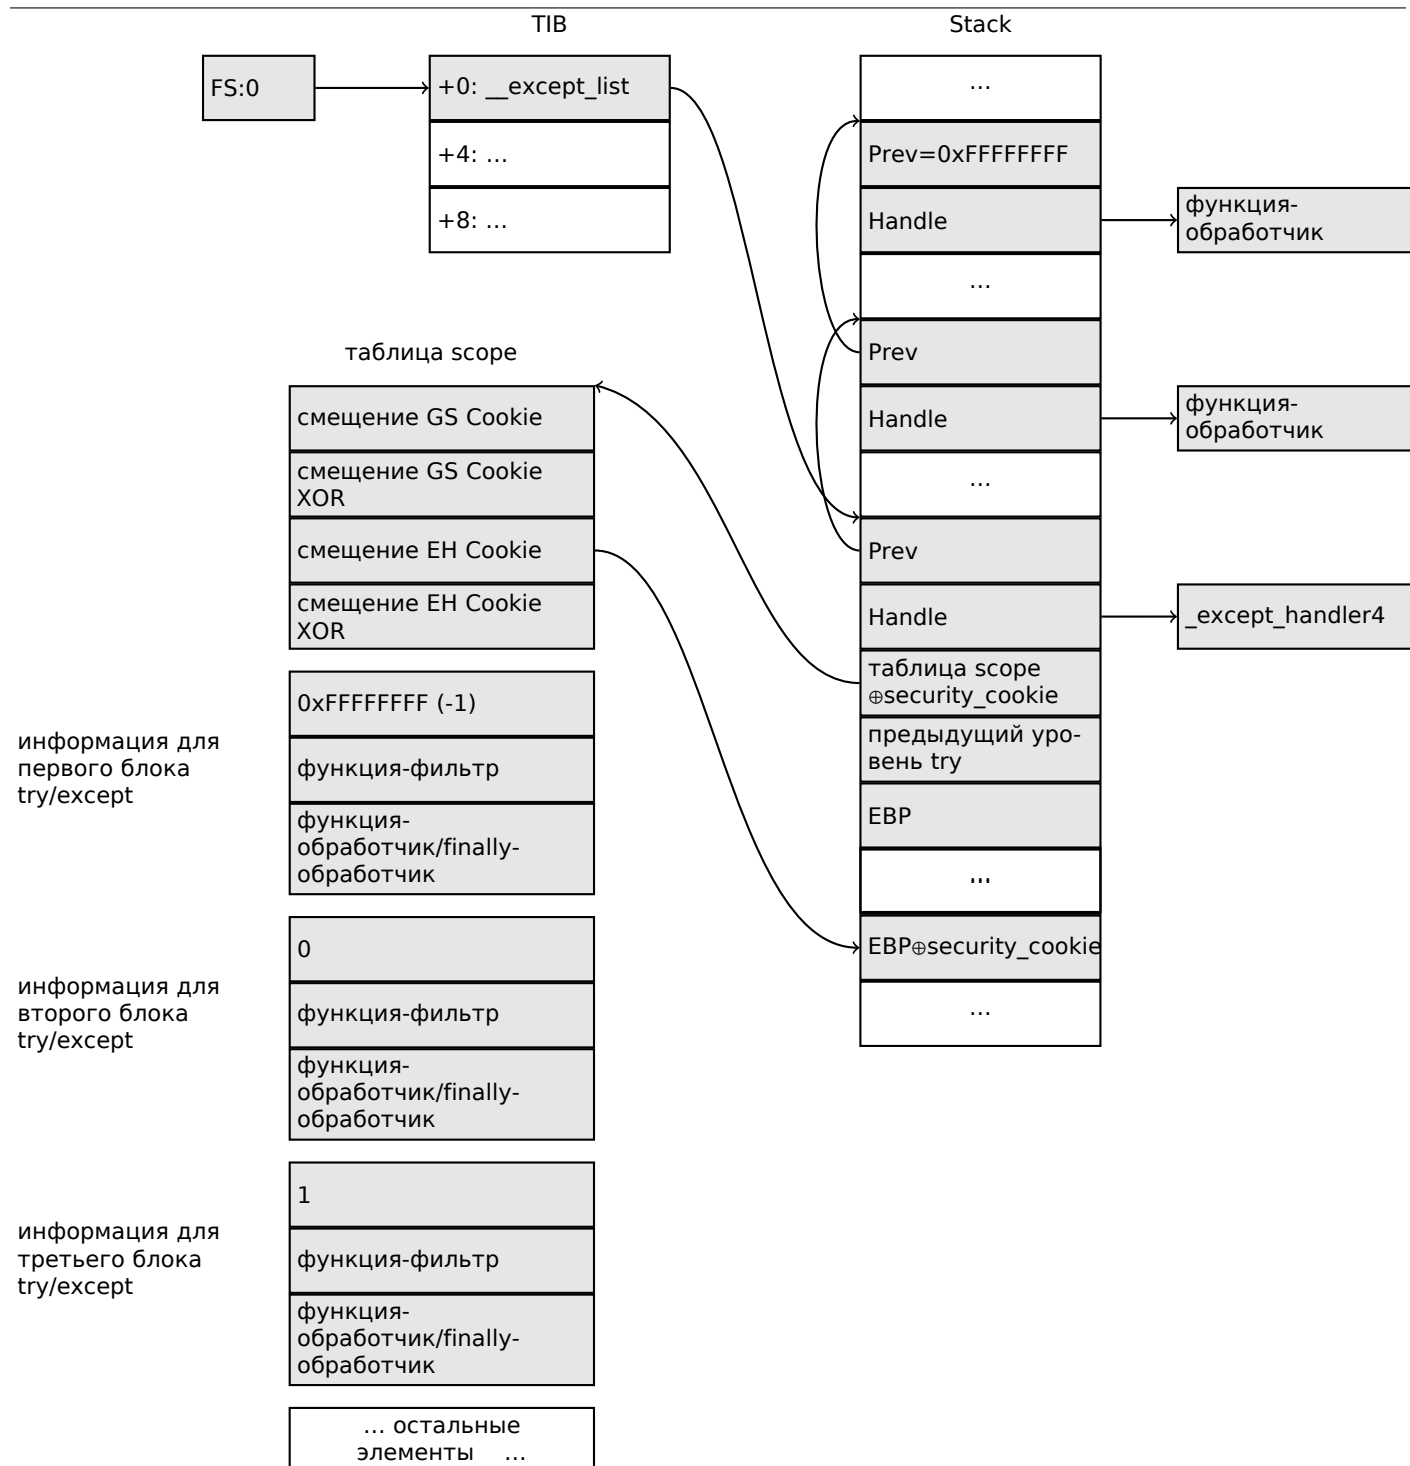 TIB
Stack
FS:0
+0: __except_list
+4: …
+8: …
…
Prev=0xFFFFFFFF
Handle
функция-
обработчик
…
Prev
Handle
функция-
обработчик
…
Prev
Handle
_except_handler4
таблица scope
⊕security_cookie
предыдущий уро-
вень try
EBP
…
EBP⊕security_cookie
…
таблица scope
смещение GS Cookie
смещение GS Cookie
XOR
смещение EH Cookie
смещение EH Cookie
XOR
информация для
первого блока
try/except
0xFFFFFFFF (-1)
функция-фильтр
функция-
обработчик/finally-
обработчик
информация для
второго блока
try/except
0
функция-фильтр
функция-
обработчик/finally-
обработчик
информация для
третьего блока
try/except
1
функция-фильтр
функция-
обработчик/finally-
обработчик
… остальные
элементы …